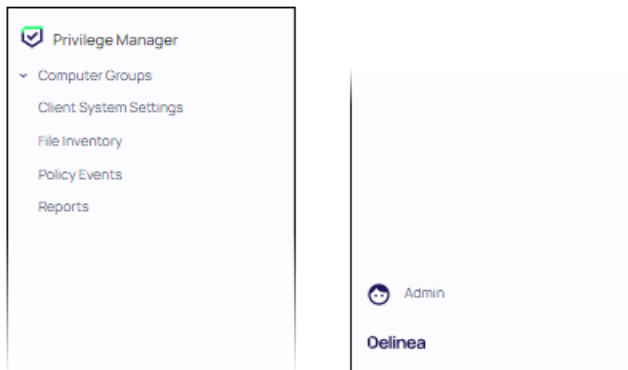 Privilege Manager
Computer Groups
Client System Settings
File Inventory
Policy Events
Reports
Admin
Delinea